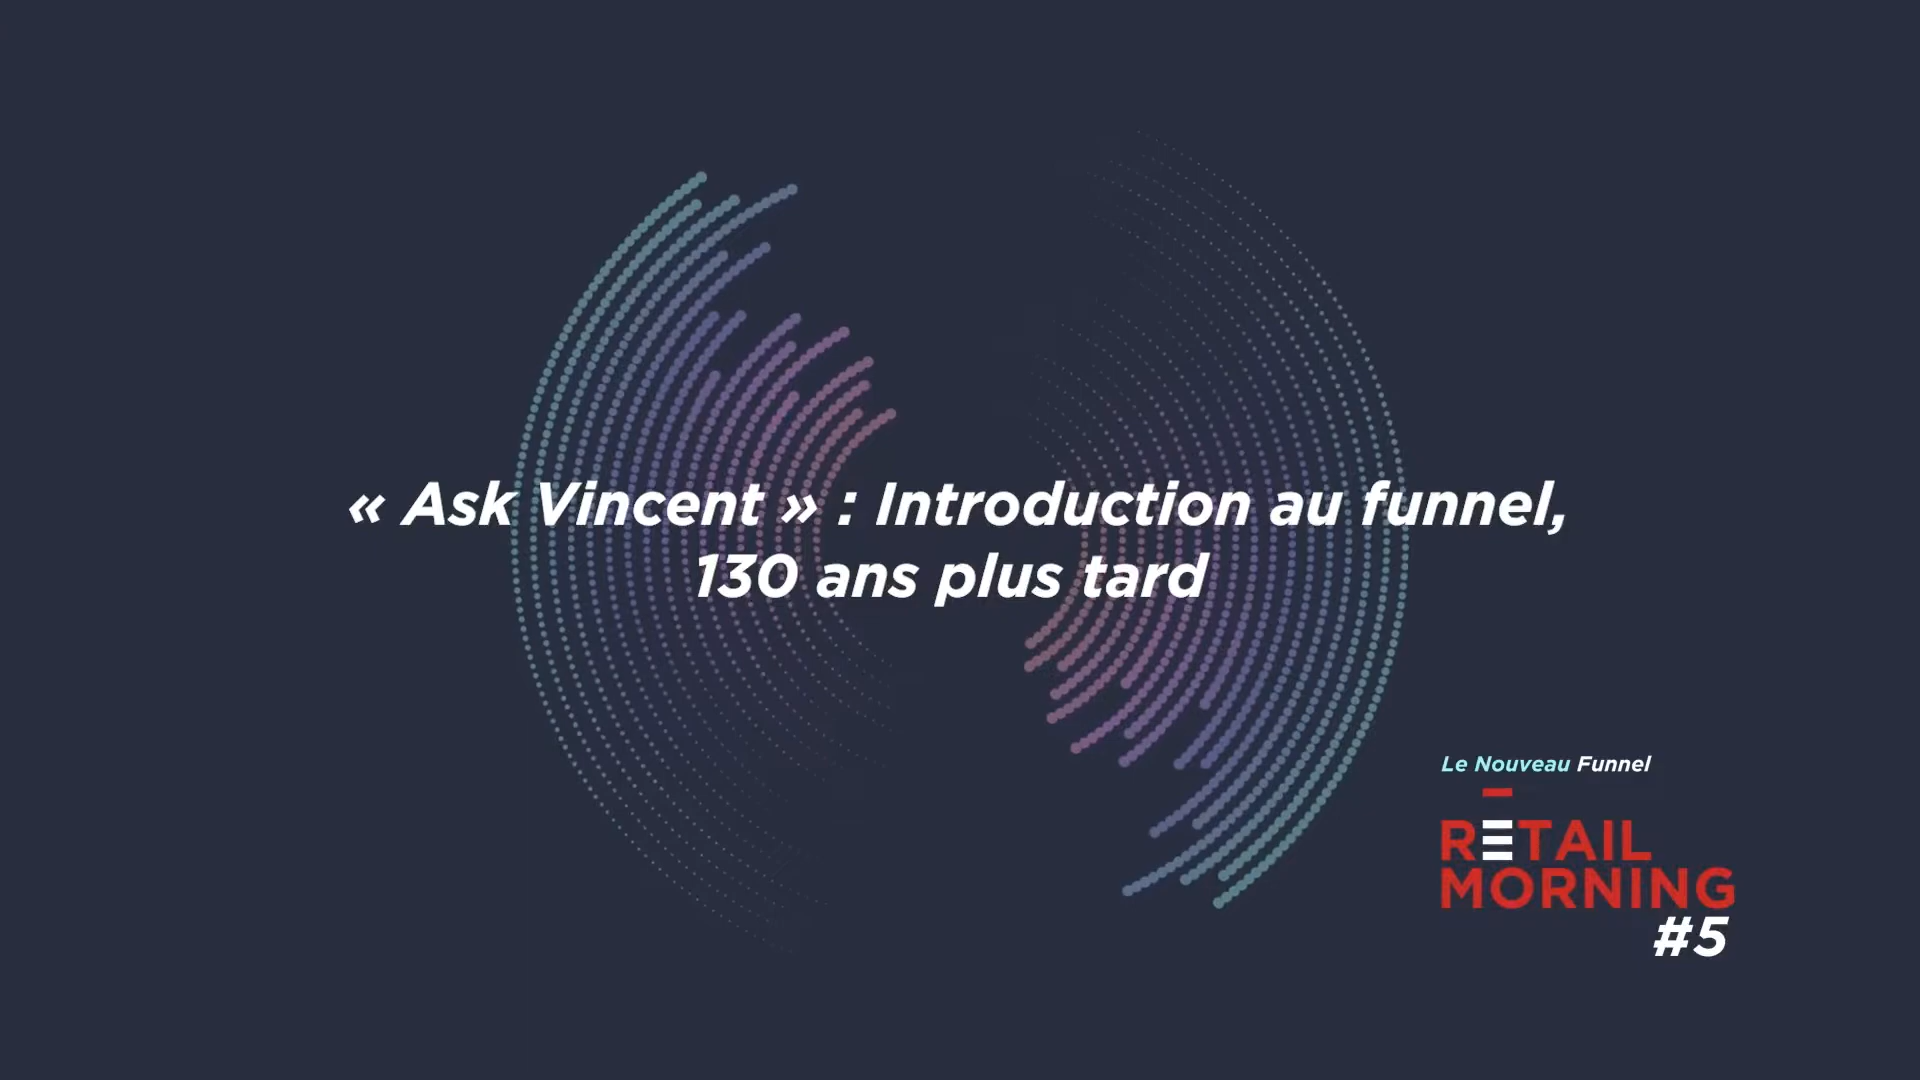 « Ask Vincent » : Introduction au funnel,
130 ans plus tard
Le Nouveau Funnel
RETAIL
MORNING
#5